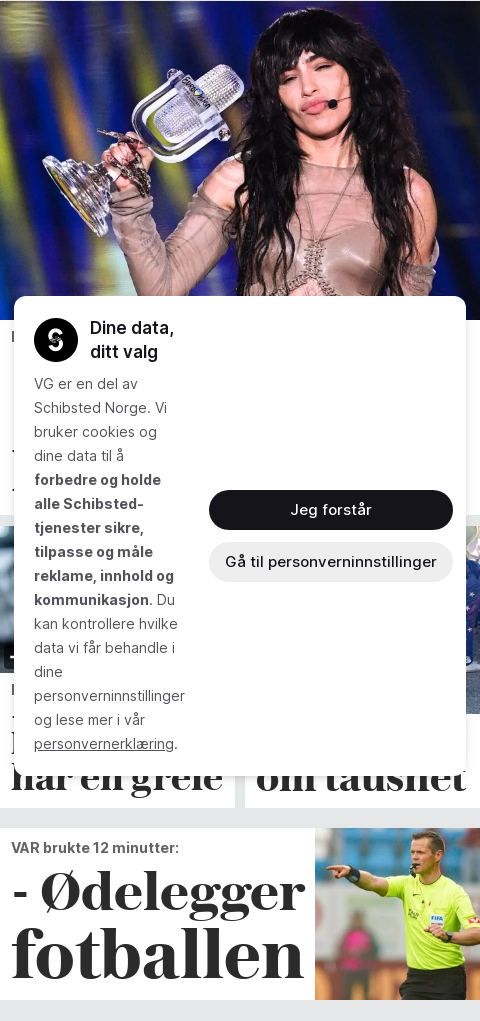 Dine data,
ditt valg
VG er en del av
Schibsted Norge. Vi
bruker cookies og
dine data til å
forbedre og holde
alle Schibsted-
tjenester sikre,
tilpasse og måle
reklame, innhold og
kommunikasjon. Du
kan kontrollere hvilke
data vi får behandle i
dine
personverninnstillinger
og lese mer i vår
personvernerklæring.
Jeg forstår
Gå til personverninnstillinger
har en greie
om taushet
VAR brukte 12 minutter:
- Ødelegger
fotballen